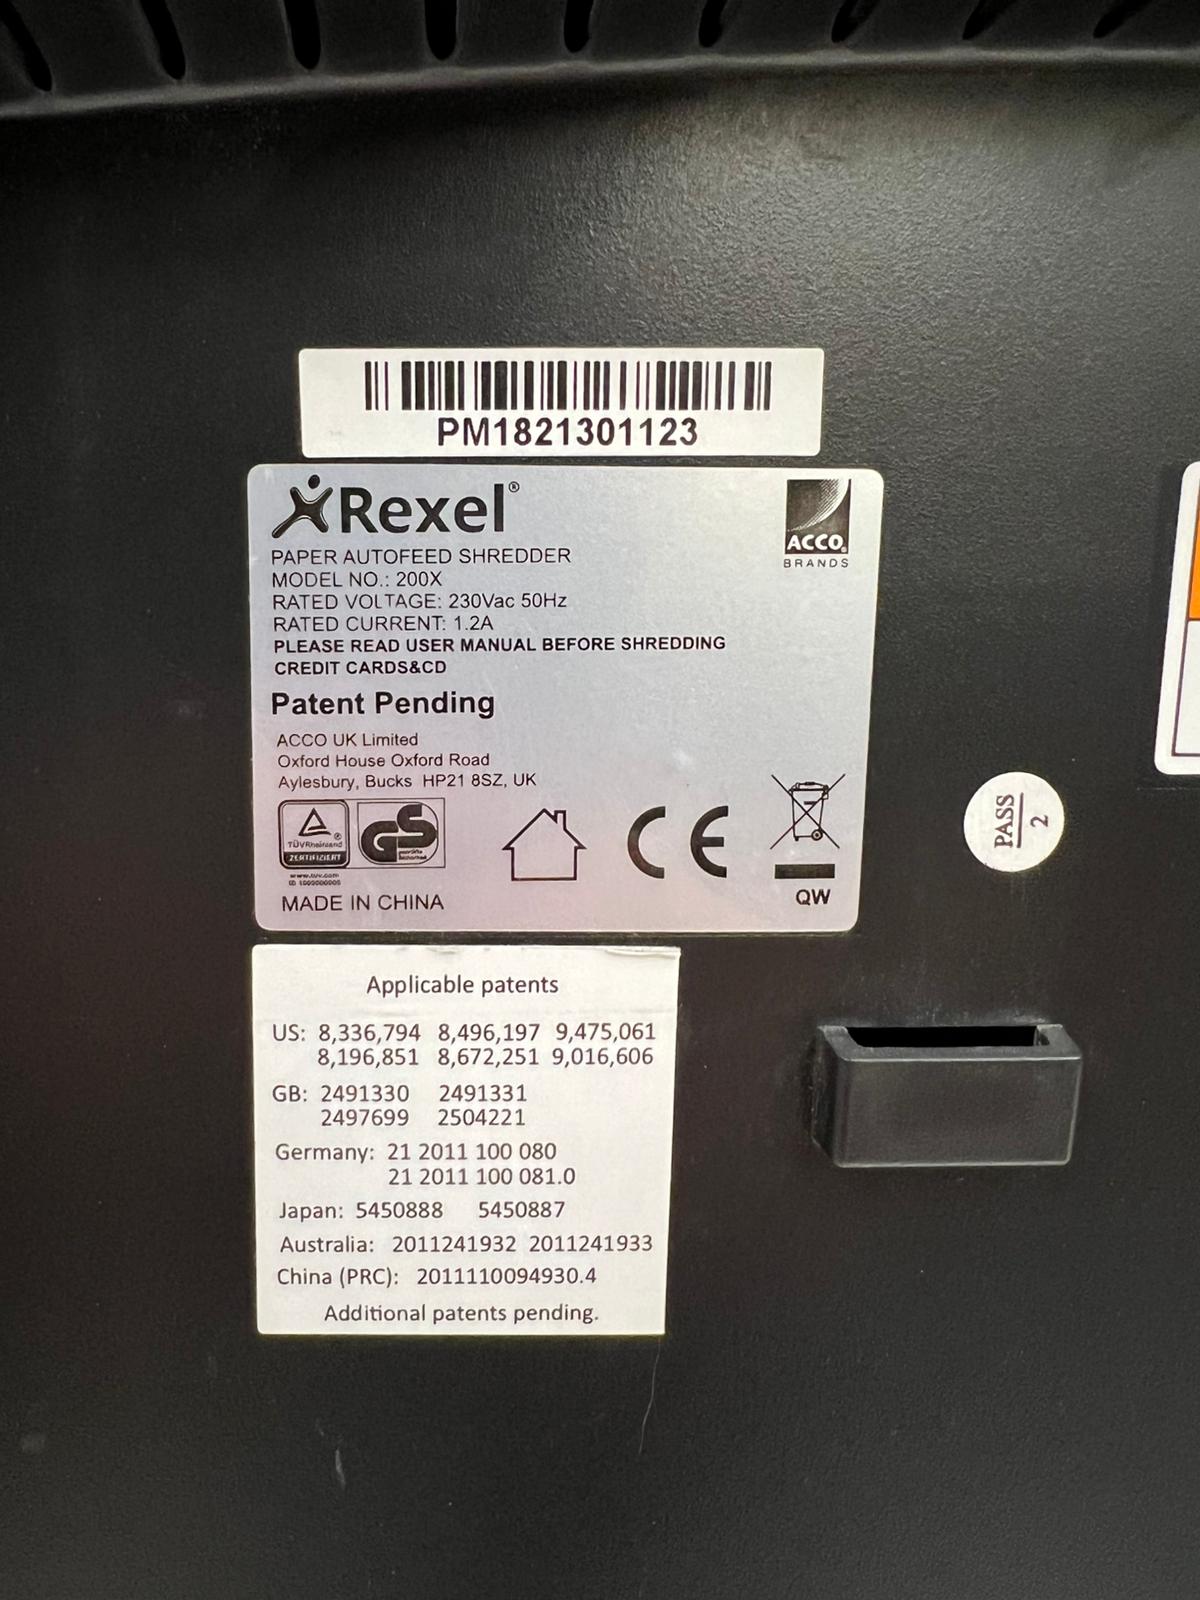 PM1821301123
Rexel®
ACCO®
BRANDS
PAPER AUTOFEED SHREDDER
MODEL NO.: 200X
RATED VOLTAGE: 230Vac 50Hz
RATED CURRENT: 1.2A
PLEASE READ USER MANUAL BEFORE SHREDDING
CREDIT CARDS&CD
Patent Pending
ACCO UK Limited
Oxford House Oxford Road
Aylesbury, Bucks HP21 8SZ, UK
TÜVRheinland®
ZERTIFIZIERT
www.tuv.com
GS
geprüfte
Sicherheit
CE
QW
MADE IN CHINA
PASS
2
Applicable patents
US: 8,336,794 8,496,197 9,475,061
8,196,851 8,672,251 9,016,606
GB: 2491330 2491331
2497699 2504221
Germany: 21 2011 100 080
21 2011 100 081.0
Japan: 5450888 5450887
Australia: 2011241932 2011241933
China (PRC): 2011110094930.4
Additional patents pending.